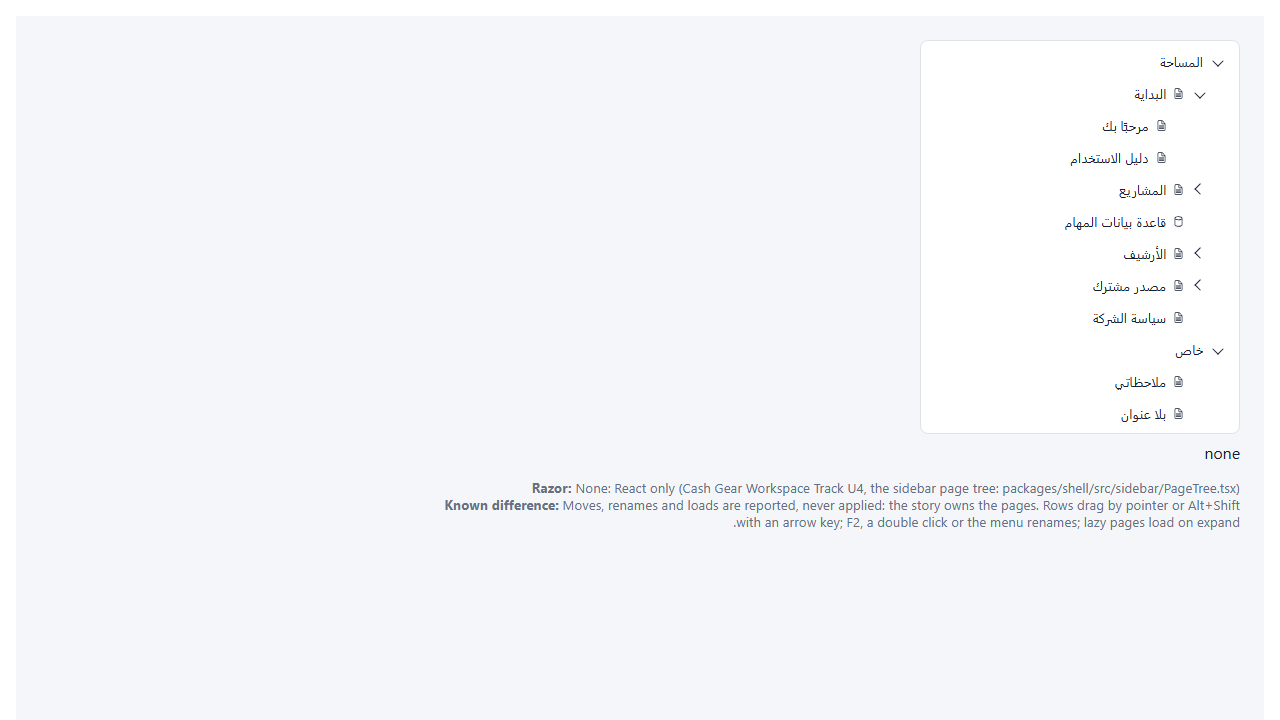 المساحة
البداية
مرحبًا بك
دليل الاستخدام
المشاريع
قاعدة بيانات المهام
الأرشيف
مصدر مشترك
سياسة الشركة
خاص
ملاحظاتي
بلا عنوان
none
Razor: None: React only (Cash Gear Workspace Track U4, the sidebar page tree: packages/shell/src/sidebar/PageTree.tsx)
Known difference: Moves, renames and loads are reported, never applied: the story owns the pages. Rows drag by pointer or Alt+Shift
with an arrow key; F2, a double click or the menu renames; lazy pages load on expand.